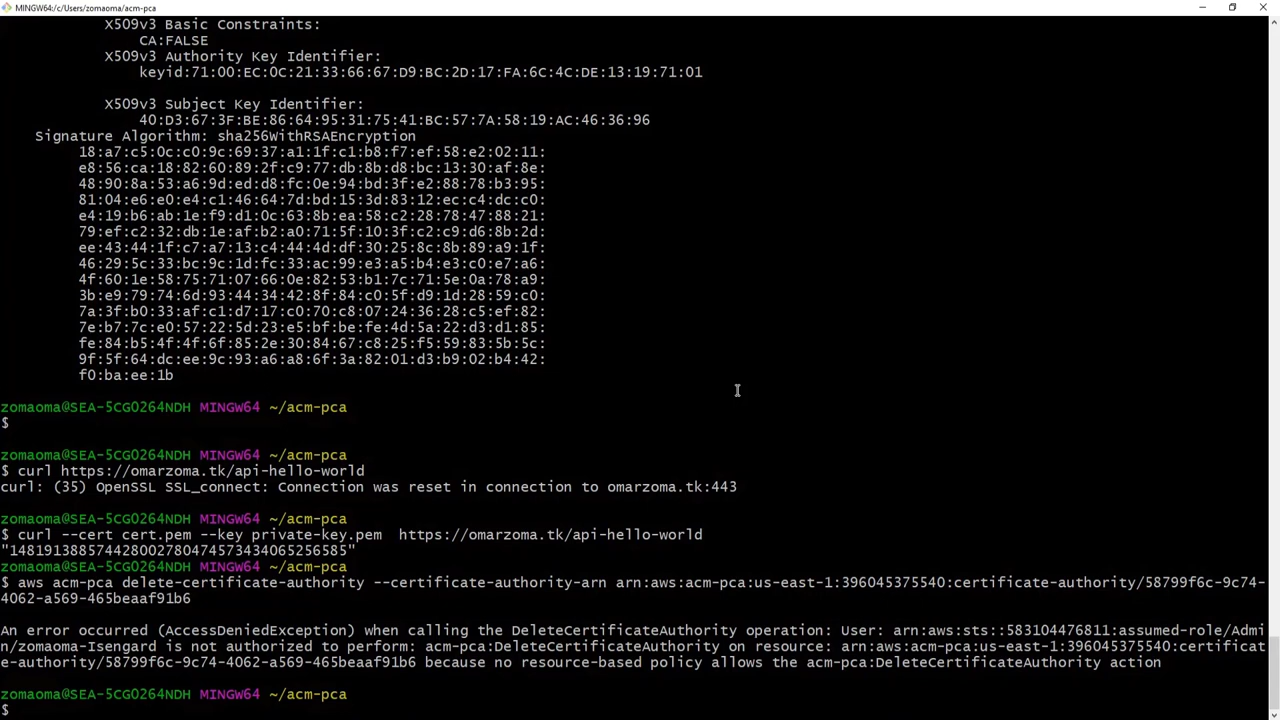 MINGW64:/c/Users/zomaoma/acm-pca
X509v3 Basic Constraints:
CA:FALSE
X509v3 Authority Key Identifier:
keyid:71:00:EC:0C:21:33:66:67:D9:BC:2D:17:FA:6C:4C:DE:13:19:71:01
X509v3 Subject Key Identifier:
40:D3:67:3F:BE:86:64:95:31:75:41:BC:57:7A:58:19:AC:46:36:96
Signature Algorithm: sha256WithRSAEncryption
18:a7:c5:0c:c0:9c:69:37:a1:1f:c1:b8:f7:ef:58:e2:02:11:
e8:56:ca:18:82:60:89:2f:c9:77:db:8b:d8:bc:13:30:af:8e:
48:90:8a:53:a6:9d:ed:d8:fc:0e:94:bd:3f:e2:88:78:b3:95:
81:04:e6:e0:e4:c1:46:64:7d:bd:15:3d:83:12:ec:c4:dc:c0:
e4:19:b6:ab:1e:f9:d1:0c:63:8b:ea:58:c2:28:78:47:88:21:
79:ef:c2:32:db:1e:af:b2:a0:71:5f:10:3f:c2:c9:d6:8b:2d:
ee:43:44:1f:c7:a7:13:c4:44:4d:df:30:25:8c:8b:89:a9:1f:
46:29:5c:33:bc:9c:1d:fc:33:ac:99:e3:a5:b4:e3:c0:e7:a6:
4f:60:1e:58:75:71:07:66:0e:82:53:b1:7c:71:5e:0a:78:a9:
3b:e9:79:74:6d:93:44:34:42:8f:84:c0:5f:d9:1d:28:59:c0:
7a:3f:b0:33:af:c1:d7:17:c0:70:c8:07:24:36:28:c5:ef:82:
7e:b7:7c:e0:57:22:5d:23:e5:bf:be:fe:4d:5a:22:d3:d1:85:
fe:84:b5:4f:4f:6f:85:2e:30:84:67:c8:25:f5:59:83:5b:5c:
9f:5f:64:dc:ee:9c:93:a6:a8:6f:3a:82:01:d3:b9:02:b4:42:
f0:ba:ee:1b
zomaoma@SEA-5CG0264NDH MINGW64 ~/acm-pca
$
zomaoma@SEA-5CG0264NDH MINGW64 ~/acm-pca
$ curl https://omarzoma.tk/api-hello-world
curl: (35) OpenSSL SSL_connect: Connection was reset in connection to omarzoma.tk:443
zomaoma@SEA-5CG0264NDH MINGW64 ~/acm-pca
$ curl --cert cert.pem --key private-key.pem  https://omarzoma.tk/api-hello-world
"148191388574428002780474573434065256585"
zomaoma@SEA-5CG0264NDH MINGW64 ~/acm-pca
$ aws acm-pca delete-certificate-authority --certificate-authority-arn arn:aws:acm-pca:us-east-1:396045375540:certificate-authority/58799f6c-9c74-
4062-a569-465beaaf91b6
An error occurred (AccessDeniedException) when calling the DeleteCertificateAuthority operation: User: arn:aws:sts::583104476811:assumed-role/Admi
n/zomaoma-Isengard is not authorized to perform: acm-pca:DeleteCertificateAuthority on resource: arn:aws:acm-pca:us-east-1:396045375540:certificat
e-authority/58799f6c-9c74-4062-a569-465beaaf91b6 because no resource-based policy allows the acm-pca:DeleteCertificateAuthority action
zomaoma@SEA-5CG0264NDH MINGW64 ~/acm-pca
$